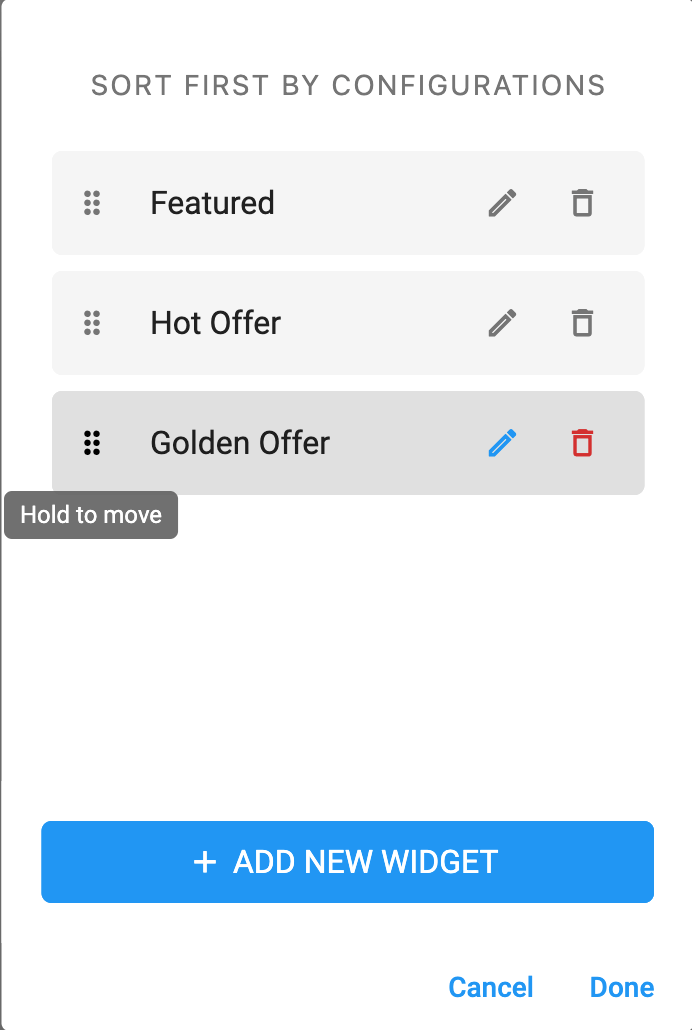 SORT FIRST BY CONFIGURATIONS
Featured
Hot Offer
Golden Offer
Hold to move
+ ADD NEW WIDGET
Cancel Done